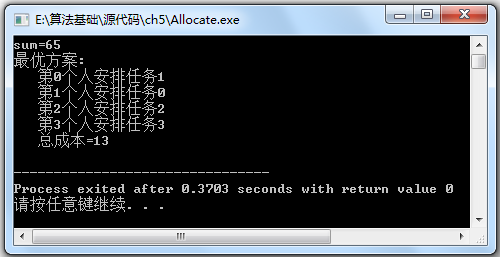 E:\算法基础\源代码\ch5\Allocate.exe
sum=65
最优方案:
第0个人安排任务1
第1个人安排任务0
第2个人安排任务2
第3个人安排任务3
总成本=13
--------------------------------
Process exited after 0.3703 seconds with return value 0
请按任意键继续. . .